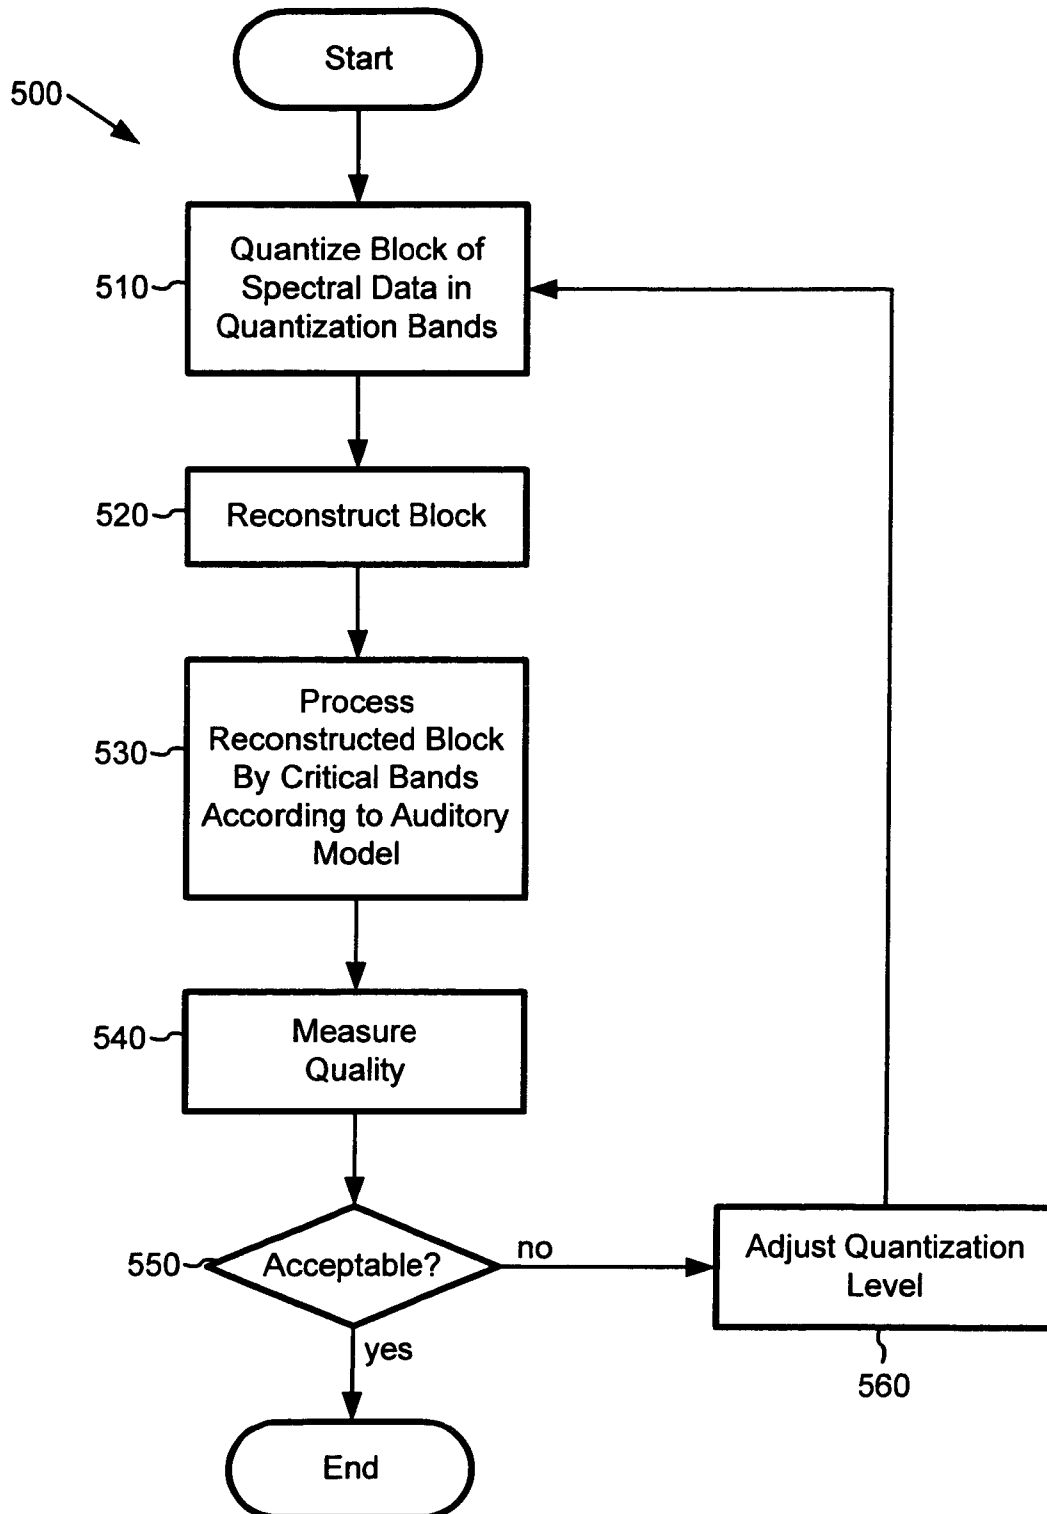 Start
500
Quantize Block of
Spectral Data in
Quantization Bands
510
Reconstruct Block
520
Process
Reconstructed Block
By Critical Bands
According to Auditory
Model
530
Measure
Quality
540
Acceptable?
550
no
Adjust Quantization
Level
560
yes
End